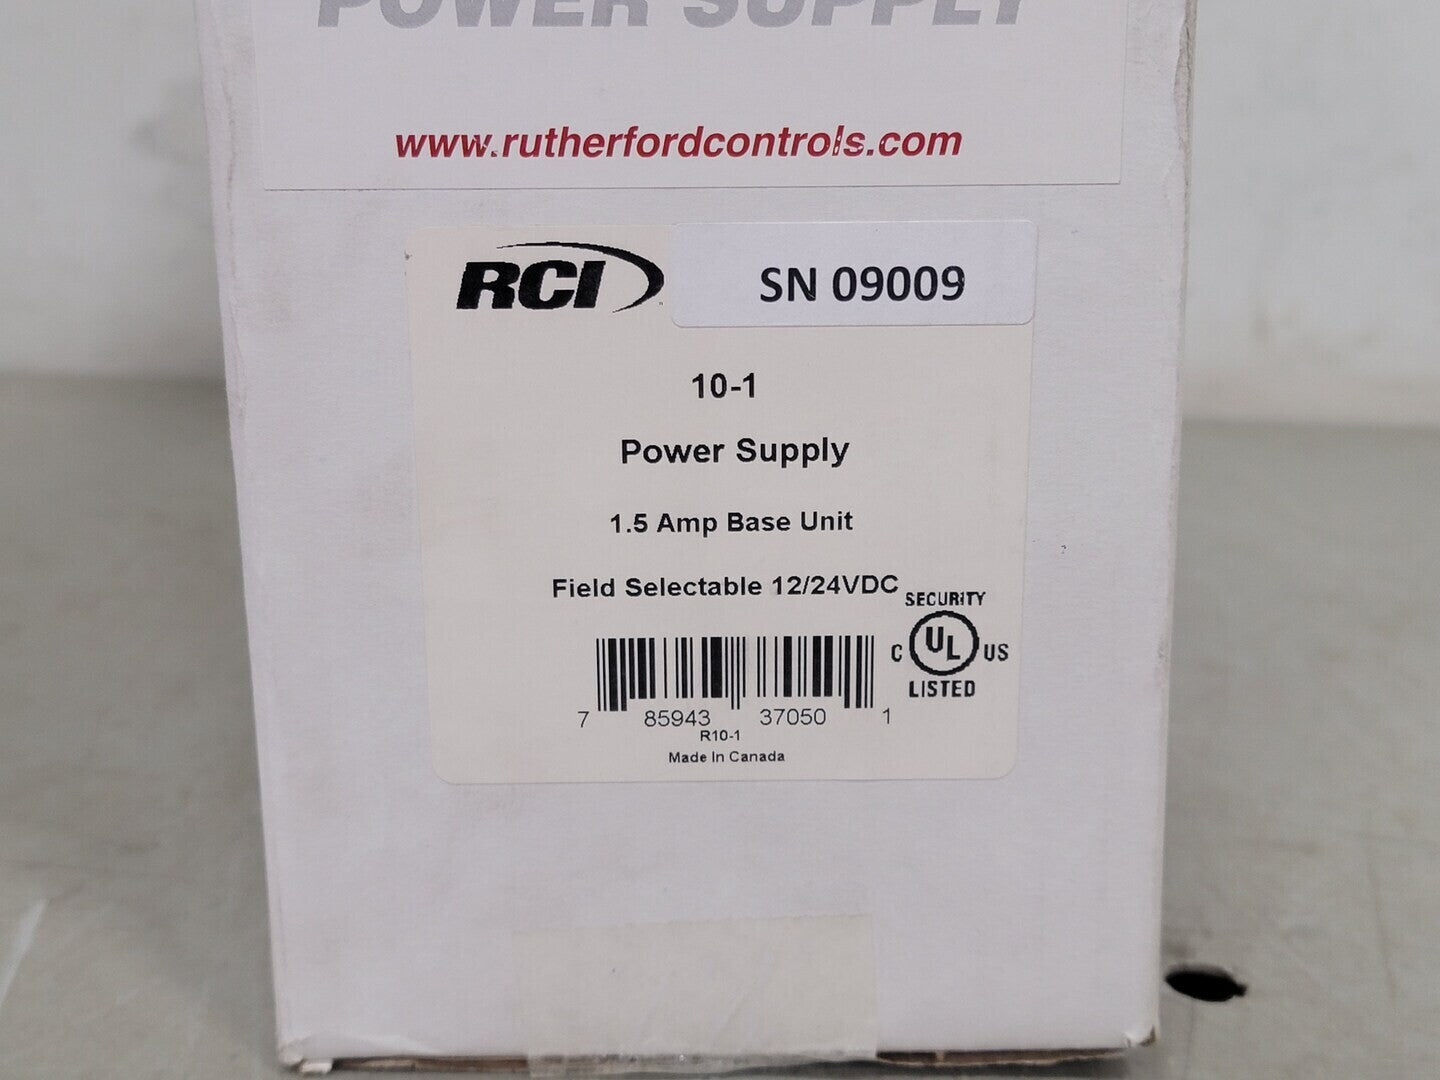 POWER SUPPLY
www.rutherfordcontrols.com
RCI
SN 09009
10-1
Power Supply
1.5 Amp Base Unit
Field Selectable 12/24VDC
SECURITY
C UL US
LISTED
7 85943 37050 1
R10-1
Made In Canada